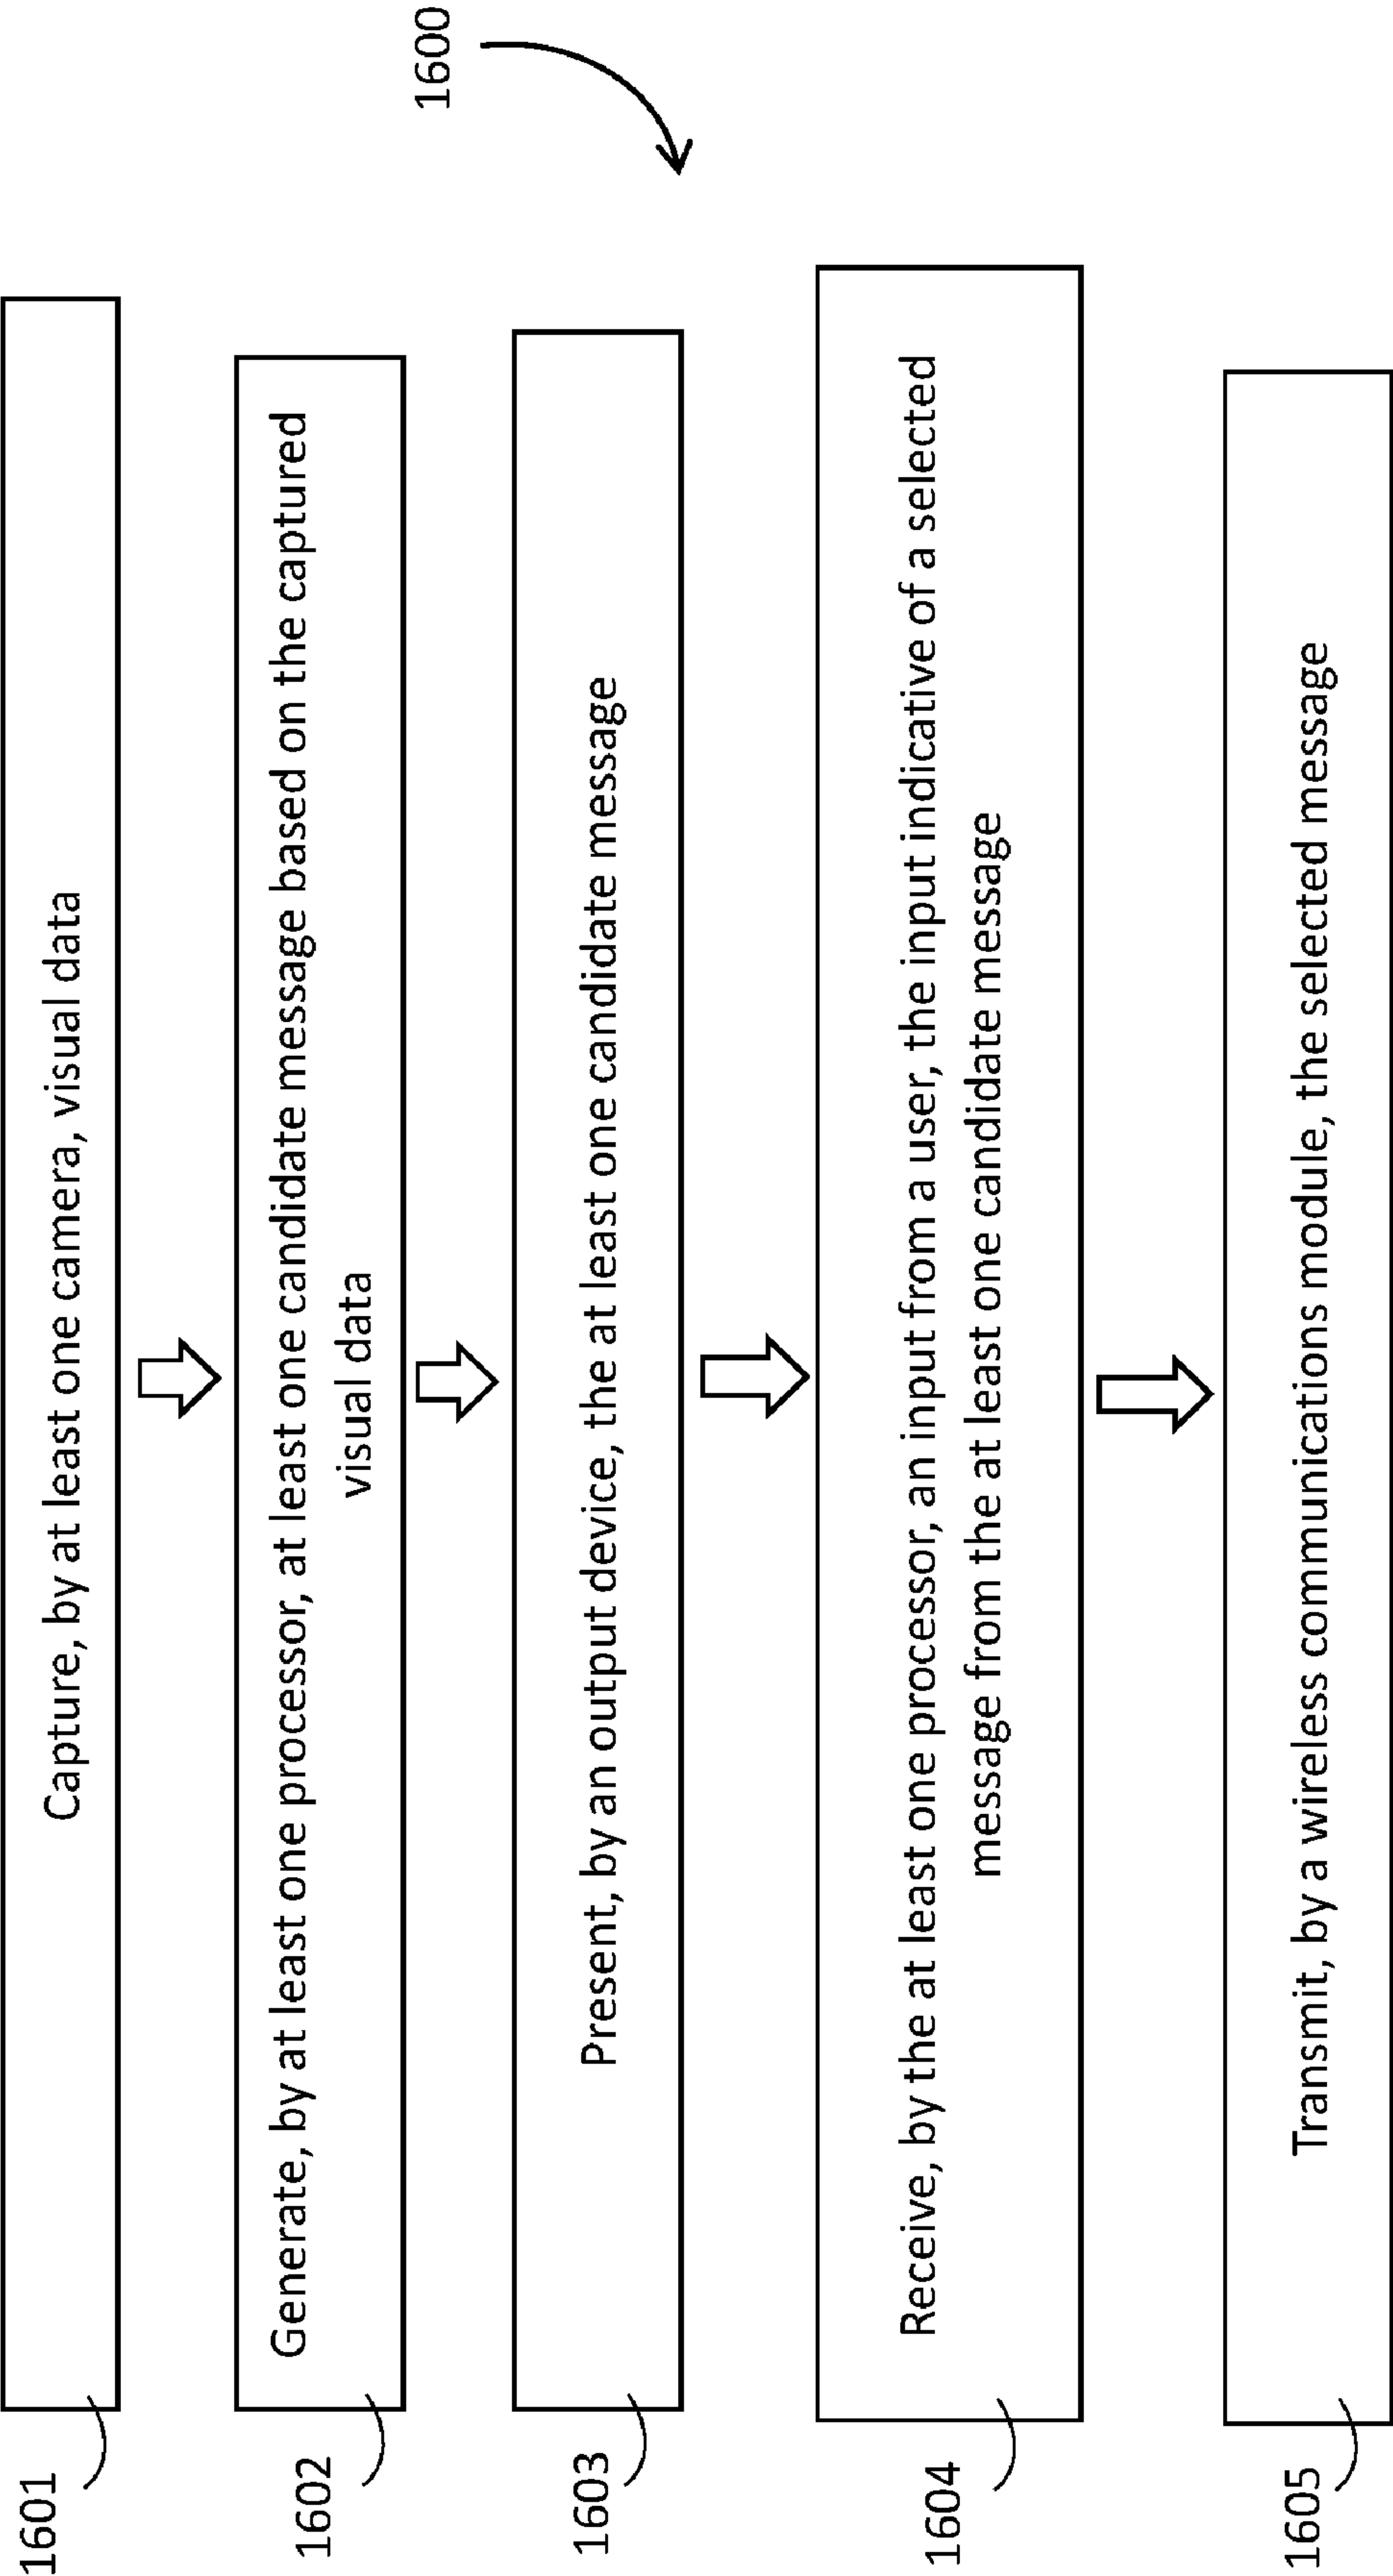 1600
1601
Capture, by at least one camera, visual data
1602
Generate, by at least one processor, at least one candidate message based on the captured
visual data
1603
Present, by an output device, the at least one candidate message
1604
Receive, by the at least one processor, an input from a user, the input indicative of a selected
message from the at least one candidate message
1605
Transmit, by a wireless communications module, the selected message